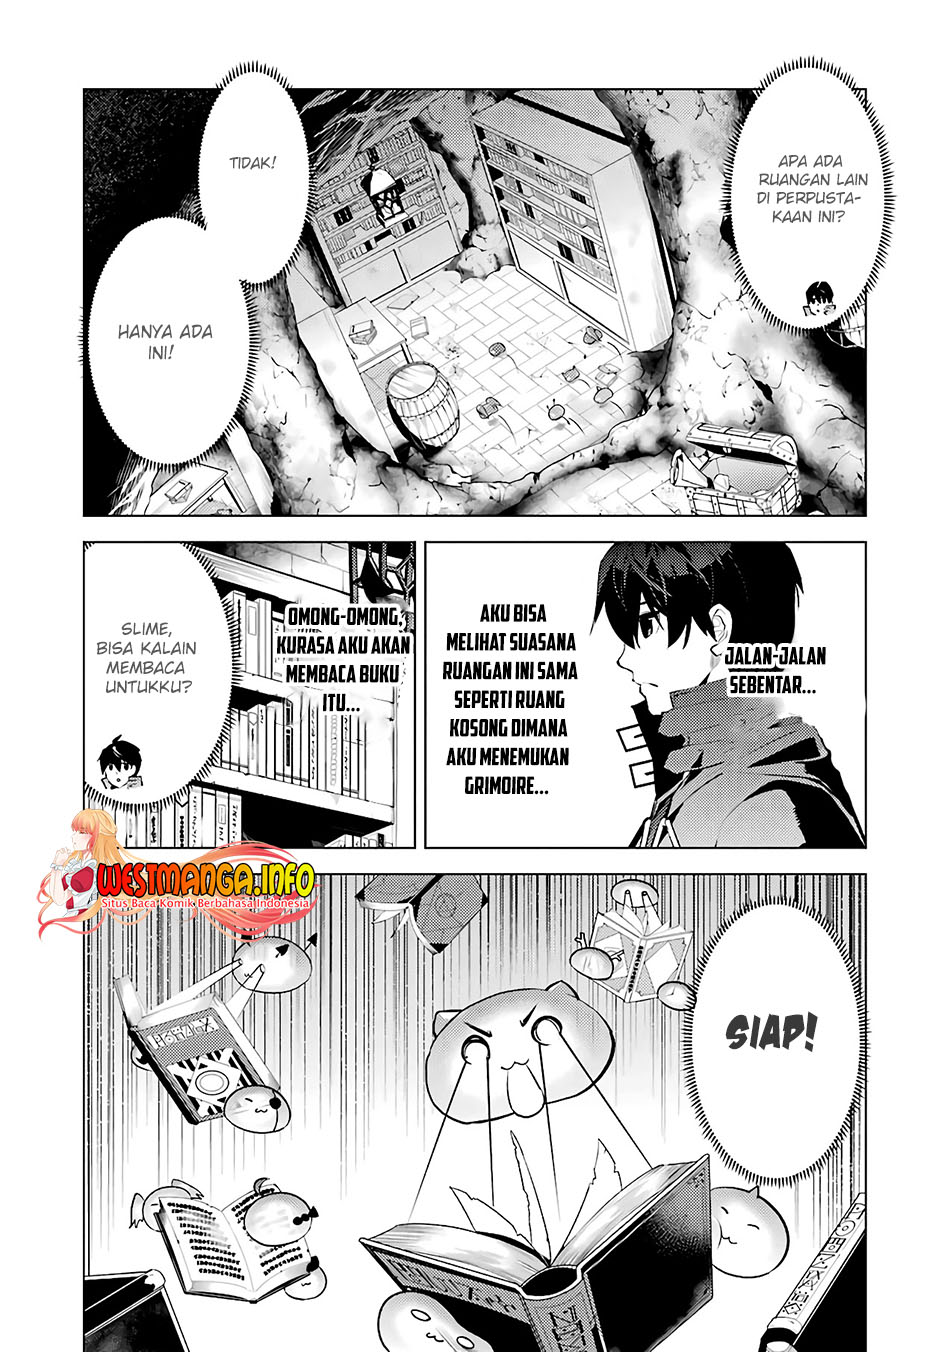 APA ADA
RUANGAN LAIN
DI PERPUSTA-
KAAN INI?
TIDAK!
HANYA ADA
INI!
JALAN-JALAN
SEBENTAR...
AKU BISA
MELIHAT SUASANA
RUANGAN INI SAMA
SEPERTI RUANG
KOSONG DIMANA
AKU MENEMUKAN
GRIMOIRE...
OMONG-OMONG,
KURASA AKU AKAN
MEMBACA BUKU
ITU...
SLIME,
BISA KALAIN
MEMBACA
UNTUKKU?
WESTMANGA.INFO
Situs Baca Komik Berbahasa Indonesia
SIAP!